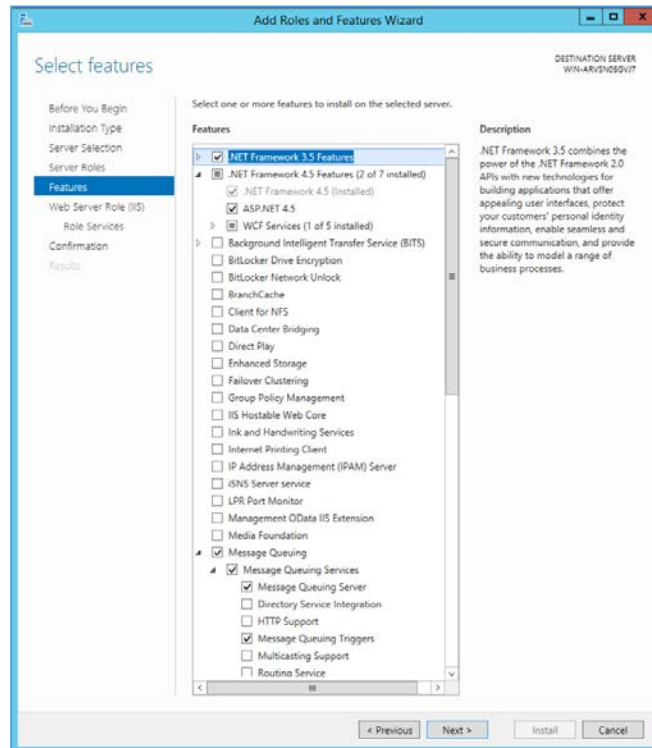 Add Roles and Features Wizard
Select features
DESTINATION SERVER
WIN-ARVSN0SGVJ7
Before You Begin
Installation Type
Server Selection
Server Roles
Features
Web Server Role (IIS)
Role Services
Confirmation
Results
Select one or more features to install on the selected server.
Features
.NET Framework 3.5 Features
.NET Framework 4.5 Features (2 of 7 installed)
.NET Framework 4.5 (Installed)
ASP.NET 4.5
WCF Services (1 of 5 installed)
Background Intelligent Transfer Service (BITS)
BitLocker Drive Encryption
BitLocker Network Unlock
BranchCache
Client for NFS
Data Center Bridging
Direct Play
Enhanced Storage
Failover Clustering
Group Policy Management
IIS Hostable Web Core
Ink and Handwriting Services
Internet Printing Client
IP Address Management (IPAM) Server
iSNS Server service
LPR Port Monitor
Management OData IIS Extension
Media Foundation
Message Queuing
Message Queuing Services
Message Queuing Server
Directory Service Integration
HTTP Support
Message Queuing Triggers
Multicasting Support
Routing Service
Description
.NET Framework 3.5 combines the
power of the .NET Framework 2.0
APIs with new technologies for
building applications that offer
appealing user interfaces, protect
your customers' personal identity
information, enable seamless and
secure communication, and provide
the ability to model a range of
business processes.
< Previous
Next >
Install
Cancel